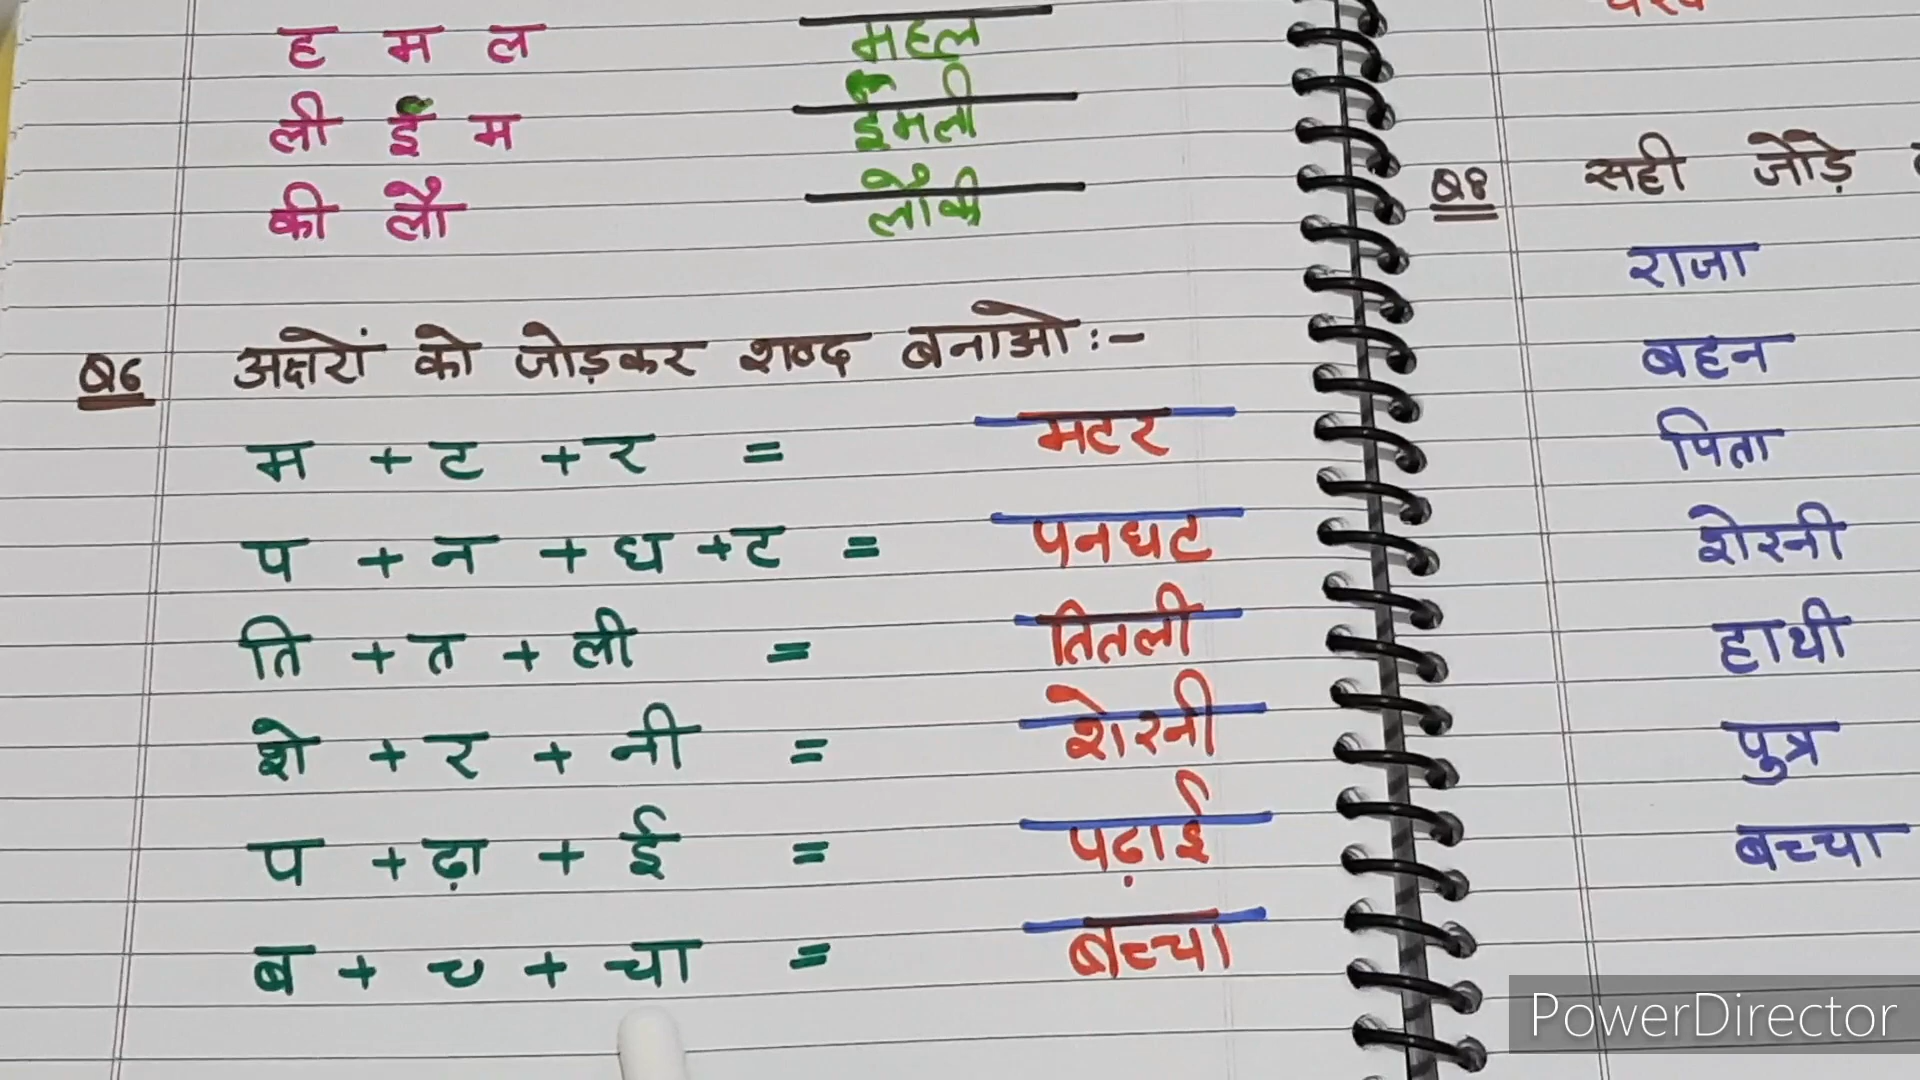 ह म ल महल
ली ई म ईमली
की लौ लौकी
Q6 अक्षरों को जोड़कर शब्द बनाओ :-
म + ट + र = मटर
प + न + घ + ट = पनघट
ति + त + ली = तितली
शे + र + नी = शेरनी
प + ढ़ा + ई = पढ़ाई
ब + च् + चा = बच्चा
Q8 सही जोड़े
राजा
बहन
पिता
शेरनी
हाथी
पुत्र
बच्चा
PowerDirector